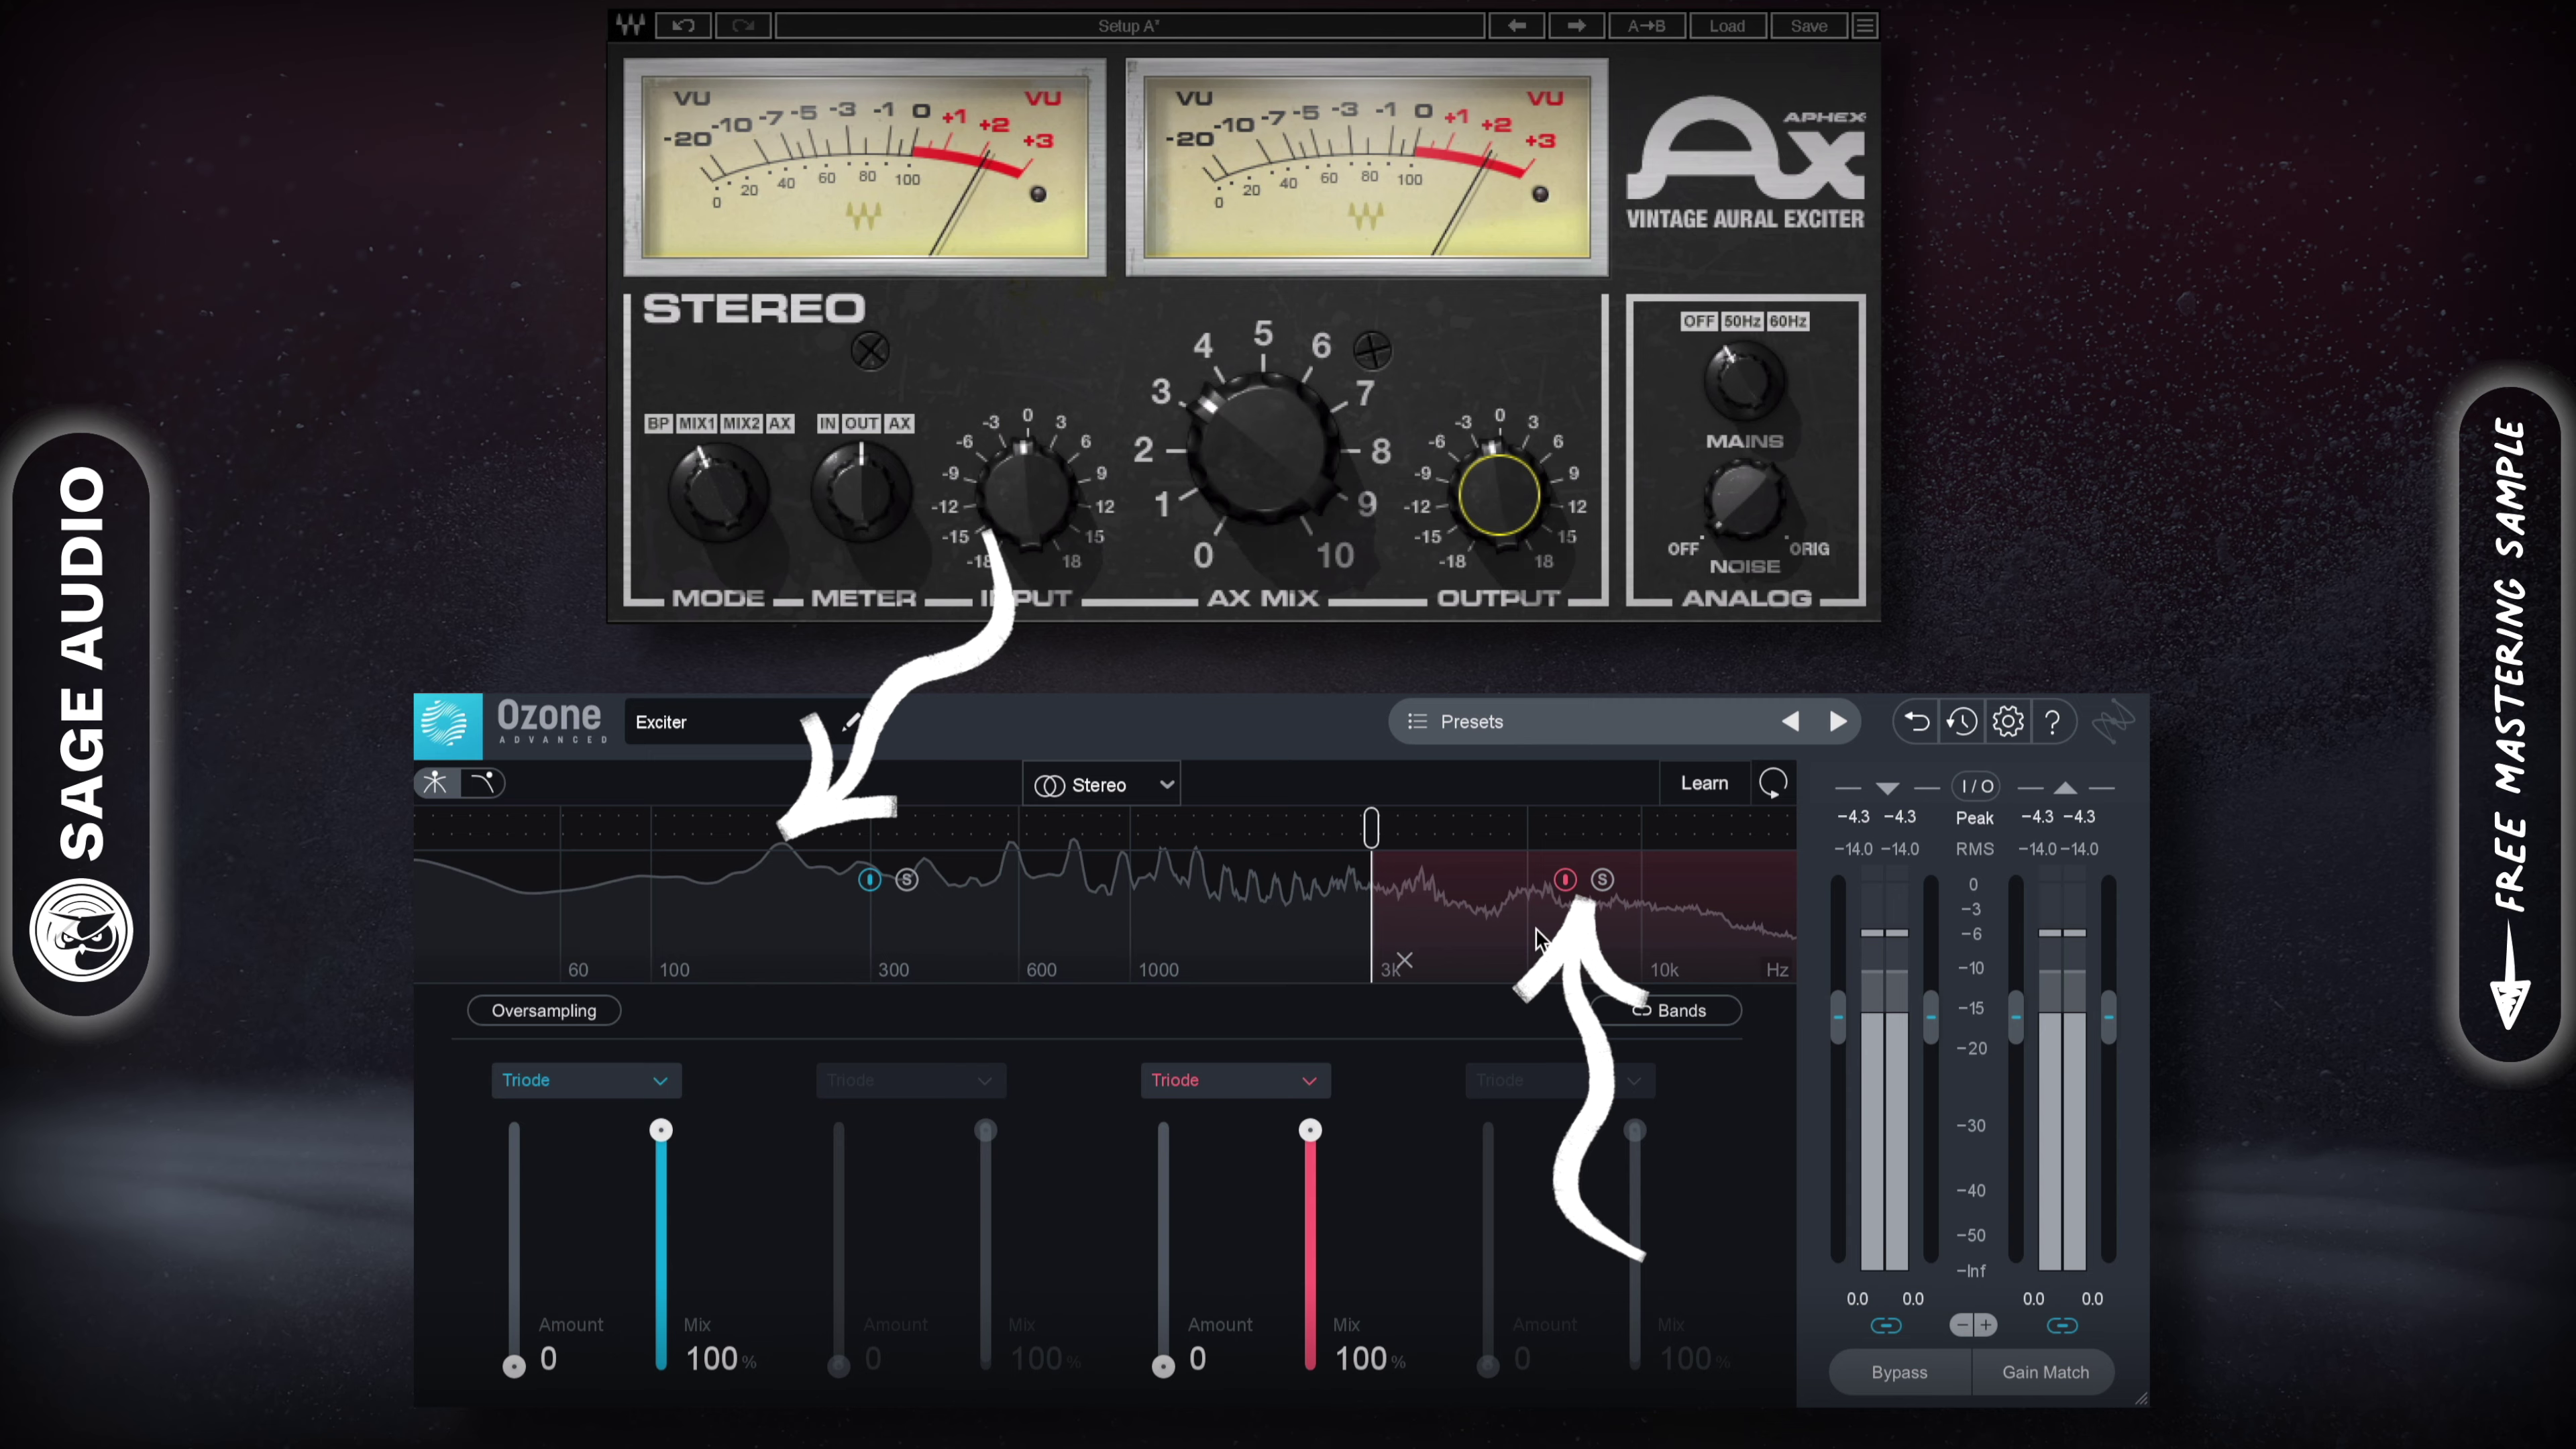 Setup A*
A→B
Load
Save
VU
VU
-20 -10 -7 -5 -3 -1 0 +1 +2 +3
0 20 40 60 80 100
VU
VU
-20 -10 -7 -5 -3 -1 0 +1 +2 +3
0 20 40 60 80 100
APHEX
Ax
VINTAGE AURAL EXCITER
STEREO
OFF 50Hz 60Hz
BP MIX1 MIX2 AX
IN OUT AX
-18 -15 -12 -9 -6 -3 0 3 6 9 12 15 18
0 1 2 3 4 5 6 7 8 9 10
-18 -15 -12 -9 -6 -3 0 3 6 9 12 15 18
MAINS
OFF ORIG
NOISE
MODE METER INPUT AX MIX OUTPUT ANALOG
SAGE AUDIO
FREE MASTERING SAMPLE
Ozone
ADVANCED
Exciter
Presets
?
Stereo
Learn
I / O
-4.3 -4.3 Peak -4.3 -4.3
-14.0 -14.0 RMS -14.0 -14.0
S
S
60 100 300 600 1000 3k 10k Hz
0
-3
-6
-10
-15
-20
-30
-40
-50
-Inf
Oversampling
Bands
Triode
Triode
Triode
Triode
Amount Mix Amount Mix Amount Mix Amount Mix
0 100% 0 100% 0 100% 0 100%
0.0 0.0 0.0 0.0
Bypass
Gain Match